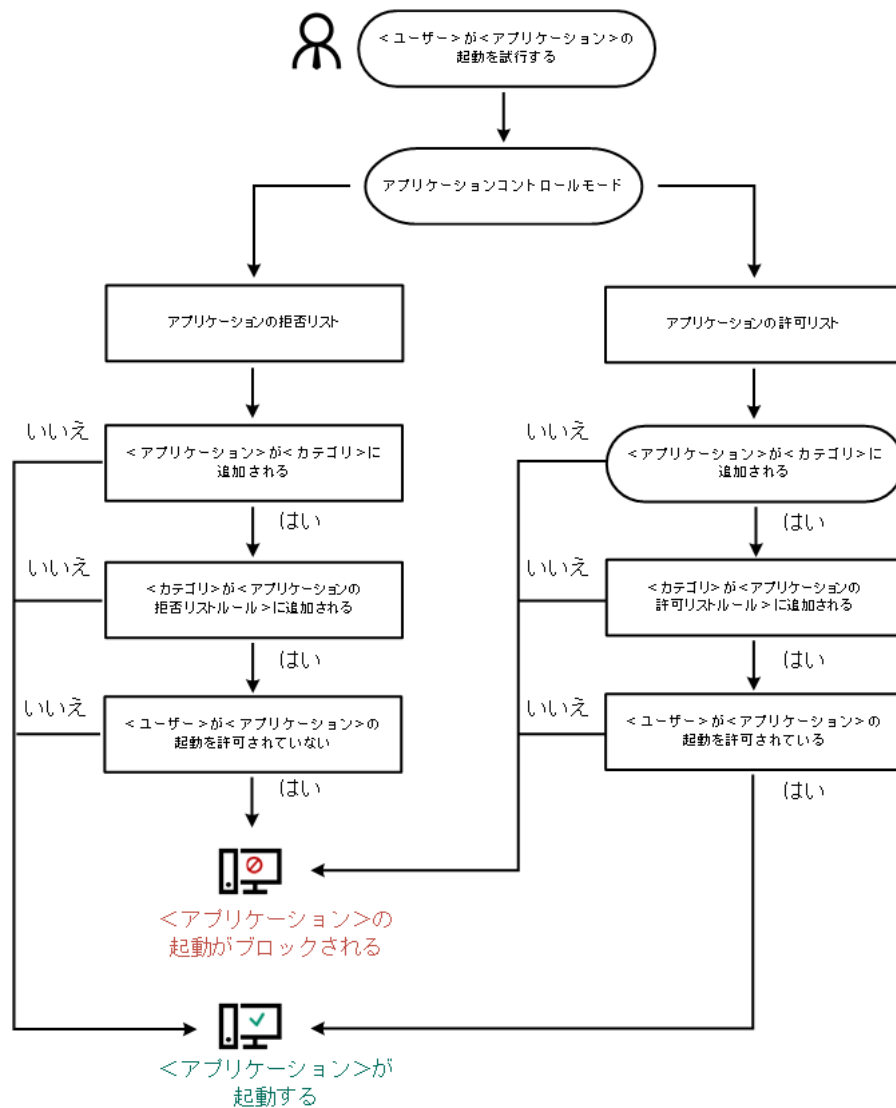 <ユーザー>が<アプリケーション>の
起動を試行する
アプリケーションコントロールモード
アプリケーションの拒否リスト
アプリケーションの許可リスト
いいえ
<アプリケーション>が<カテゴリ>に
追加される
いいえ
<アプリケーション>が<カテゴリ>に
追加される
はい
はい
いいえ
<カテゴリ>が<アプリケーションの
拒否リストルール>に追加される
いいえ
<カテゴリ>が<アプリケーションの
許可リストルール>に追加される
はい
はい
いいえ
<ユーザー>が<アプリケーション>の
起動を許可されていない
いいえ
<ユーザー>が<アプリケーション>の
起動を許可されている
はい
はい
<アプリケーション>の
起動がブロックされる
<アプリケーション>が
起動する